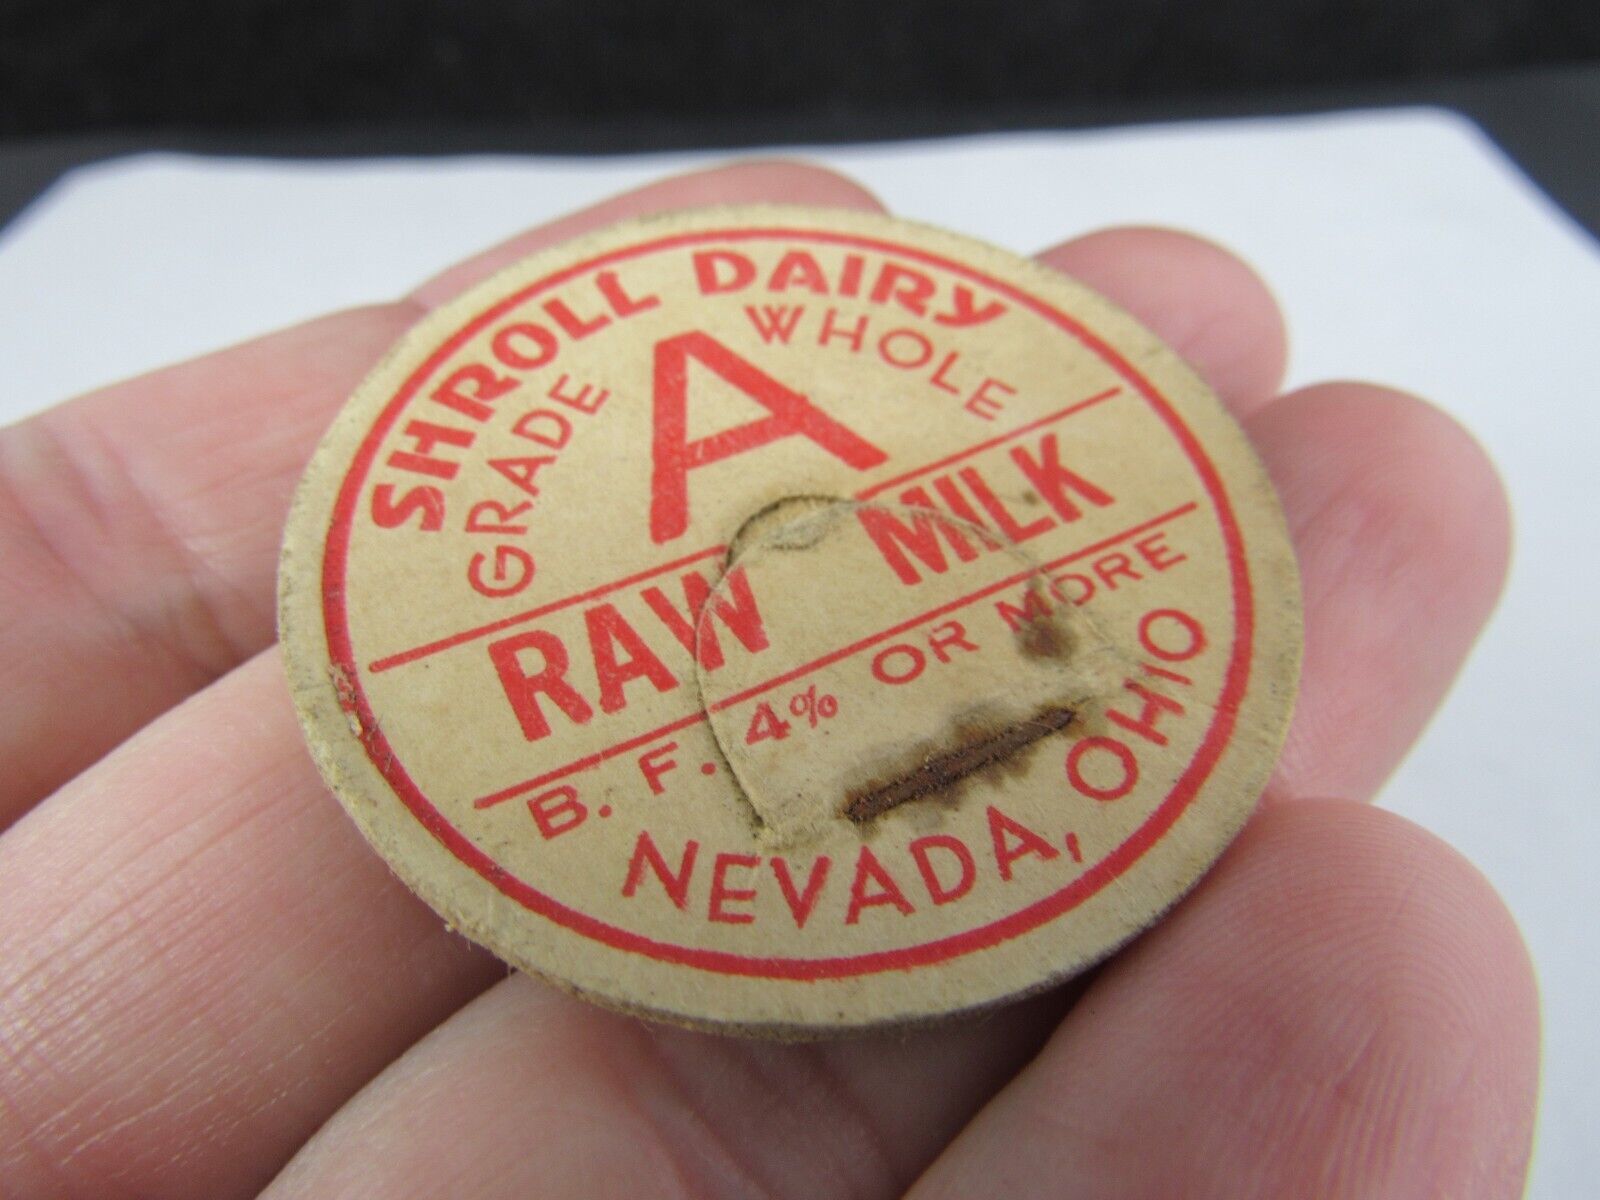 SHROLL DAIRY
GRADE A WHOLE
RAW MILK
B. F. 4% OR MORE
NEVADA, OHIO